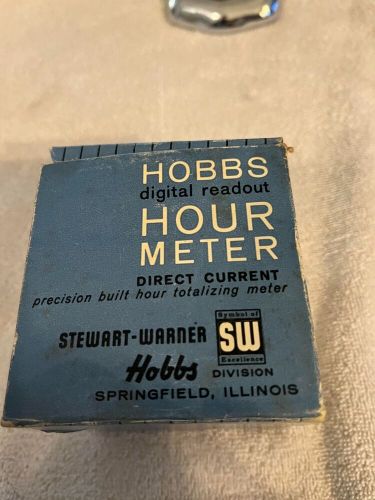 HOBBS
digital readout
HOUR
METER
DIRECT CURRENT
precision built hour totalizing meter
STEWART-WARNER
Symbol of
SW
Excellence
Hobbs DIVISION
SPRINGFIELD, ILLINOIS